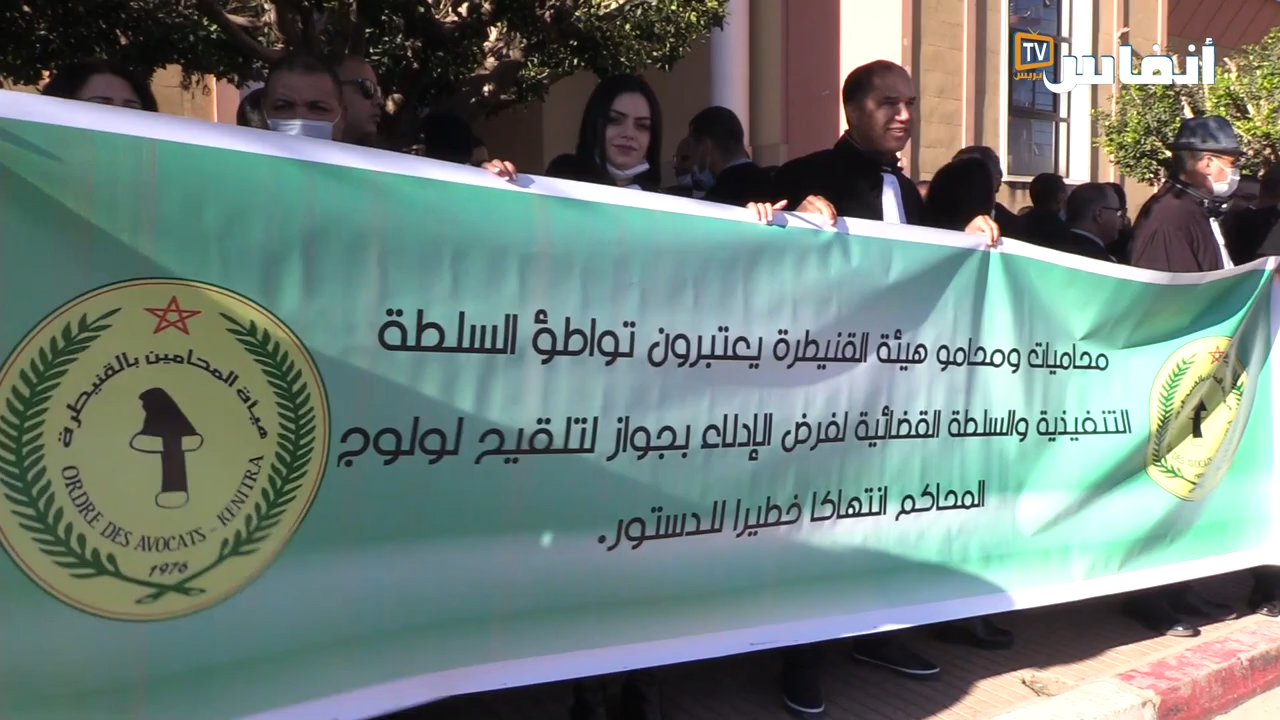 أنفاس
بريس
TV
محاميات ومحامو هيئة القنيطرة يعتبرون تواطؤ السلطة
التنفيذية والسلطة القضائية لفرض الإدلاء بجواز لتلقيح لولوج
المحاكم انتهاكا خطيرا للدستور.
هيأة المحامين بالقنيطرة
ORDRE DES AVOCATS - KENITRA
1976